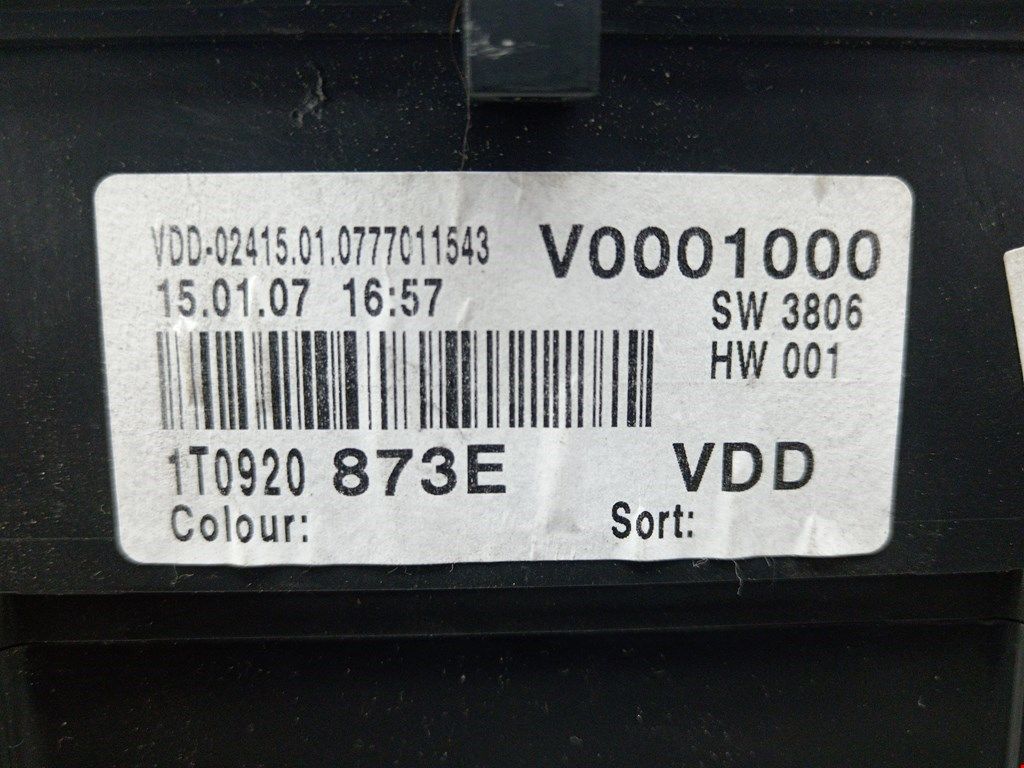 VDD-02415.01.0777011543
V0001000
15.01.07 16:57
SW 3806
HW 001
1T0920 873E
VDD
Colour:
Sort: